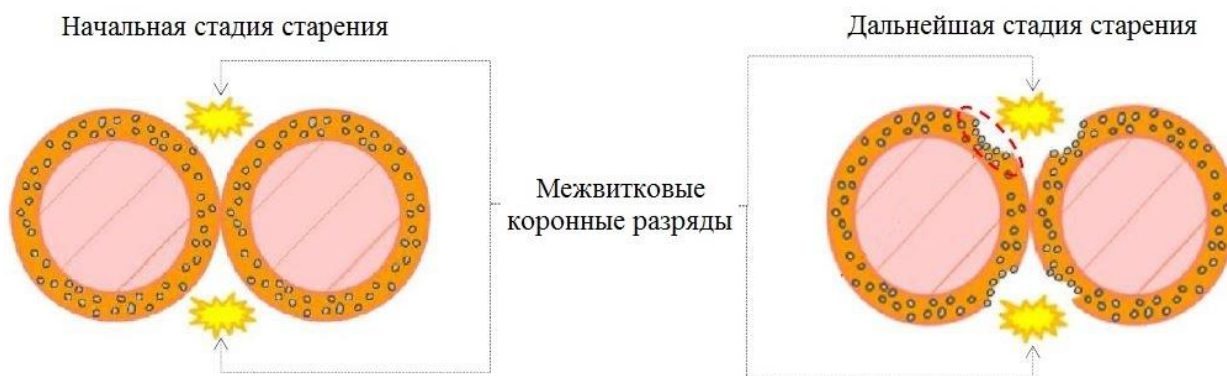 Начальная стадия старения
Дальнейшая стадия старения
Межвитковые
коронные разряды